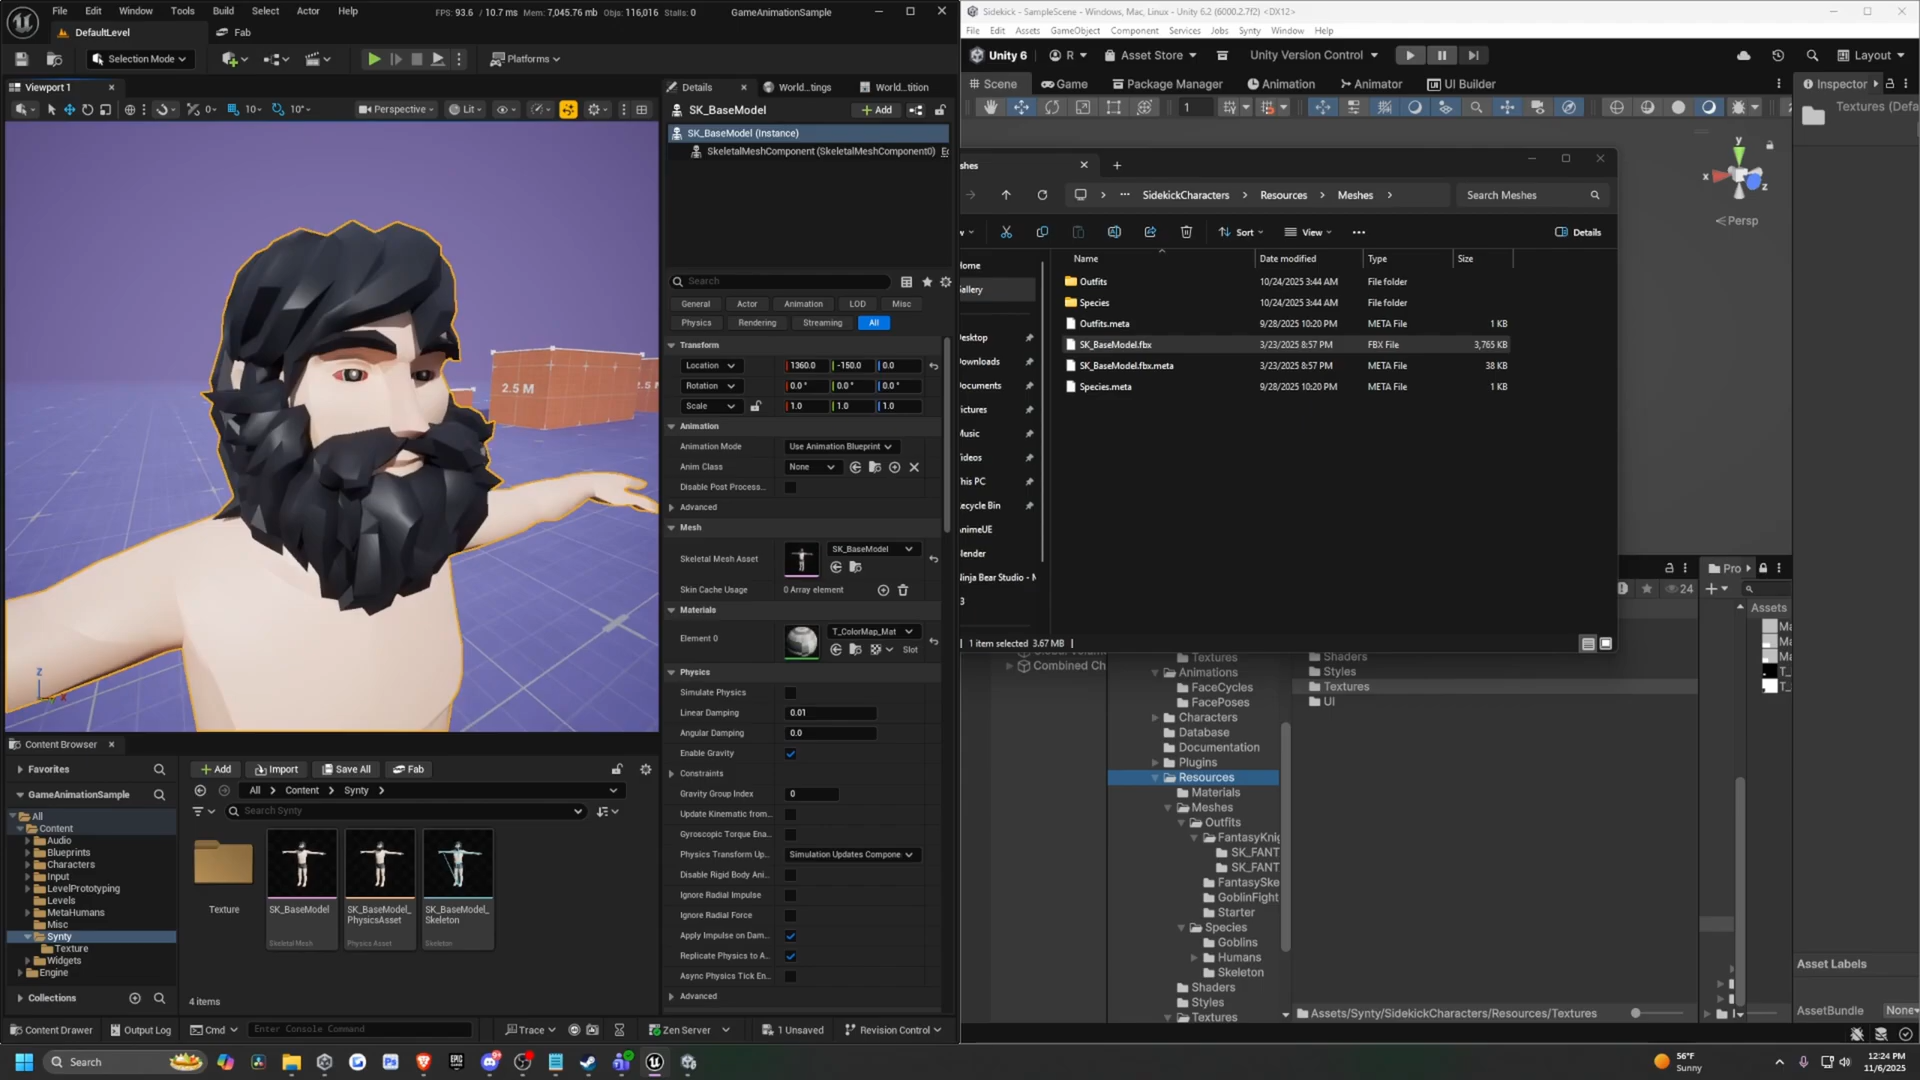 File Edit Window Tools Build Select Actor Help
FPS: 93.6 / 10.7 ms Mem: 7,045.76 mb Objs: 116,016 Stalls: 0
GameAnimationSample
DefaultLevel
Fab
Selection Mode
Platforms
Viewport 1
0
10
10°
Perspective
Lit
2.5 M
Details
World...tings
World...tition
SK_BaseModel
Add
SK_BaseModel (Instance)
SkeletalMeshComponent (SkeletalMeshComponent0)
Search
General
Actor
Animation
LOD
Misc
Physics
Rendering
Streaming
All
Transform
Location 1360.0 -150.0 0.0
Rotation 0.0° 0.0° 0.0°
Scale 1.0 1.0 1.0
Animation
Animation Mode Use Animation Blueprint
Anim Class None
Disable Post Process...
Advanced
Mesh
Skeletal Mesh Asset SK_BaseModel
Skin Cache Usage 0 Array element
Materials
Element 0 T_ColorMap_Mat
Slot
Physics
Simulate Physics
Linear Damping 0.01
Angular Damping 0.0
Enable Gravity
Constraints
Gravity Group Index 0
Update Kinematic from...
Gyroscopic Torque Ena...
Physics Transform Up... Simulation Updates Compone
Disable Rigid Body Ani...
Ignore Radial Impulse
Ignore Radial Force
Apply Impulse on Dam...
Replicate Physics to A...
Async Physics Tick En...
Advanced
Content Browser
Favorites
GameAnimationSample
All
Content
Audio
Blueprints
Characters
Input
LevelPrototyping
Levels
MetaHumans
Misc
Synty
Texture
Widgets
Engine
Collections
Add Import Save All Fab
All Content Synty
Search Synty
Texture
SK_BaseModel
Skeletal Mesh
SK_BaseModel_
PhysicsAsset
Physics Asset
SK_BaseModel_
Skeleton
Skeleton
4 items
Content Drawer Output Log Cmd Enter Console Command Trace Zen Server 1 Unsaved Revision Control
Sidekick - SampleScene - Windows, Mac, Linux - Unity 6.2 (6000.2.7f2) <DX12>
File Edit Assets GameObject Component Services Jobs Synty Window Help
Unity 6
R
Asset Store
Unity Version Control
Layout
Scene Game Package Manager Animation Animator UI Builder
Inspector
1
Textures (Defa
y
x
z
Persp
SidekickCharacters Resources Meshes
Search Meshes
Sort View
Details
Name Date modified Type Size
Outfits 10/24/2025 3:44 AM File folder
Species 10/24/2025 3:44 AM File folder
Outfits.meta 9/28/2025 10:20 PM META File 1 KB
SK_BaseModel.fbx 3/23/2025 8:57 PM FBX File 3,765 KB
SK_BaseModel.fbx.meta 3/23/2025 8:57 PM META File 38 KB
Species.meta 9/28/2025 10:20 PM META File 1 KB
ome
allery
esktop
ownloads
ocuments
ictures
Music
ideos
his PC
ecycle Bin
nimeUE
lender
inja Bear Studio - N
3
1 item selected 3.67 MB
Combined Ch
Textures
Animations
FaceCycles
FacePoses
Characters
Database
Documentation
Plugins
Resources
Materials
Meshes
Outfits
FantasyKnig
SK_FANT
SK_FANT
FantasySke
GoblinFight
Starter
Species
Goblins
Humans
Skeleton
Shaders
Styles
Textures
Shaders
Styles
Textures
UI
Assets/Synty/SidekickCharacters/Resources/Textures
Pro
24
Assets
Ma
Ma
Ma
T_
T_
Asset Labels
AssetBundle None
Search
56°F
Sunny
12:24 PM
11/6/2025